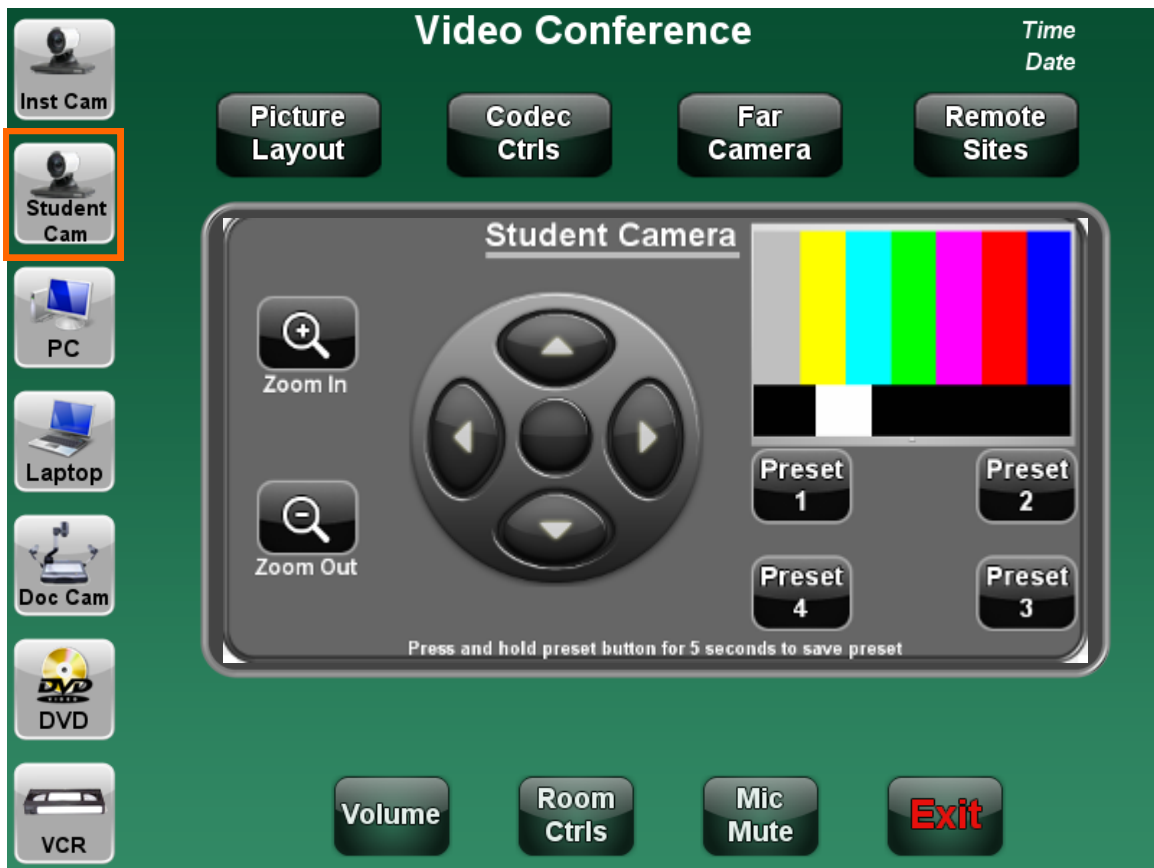 Video Conference
Time
Date
Inst Cam
Student
Cam
PC
Laptop
Doc Cam
DVD
VIDEO
DVD
VCR
Picture
Layout
Codec
Ctrls
Far
Camera
Remote
Sites
Student Camera
Zoom In
Zoom Out
Preset
1
Preset
2
Preset
4
Preset
3
Press and hold preset button for 5 seconds to save preset
Volume
Room
Ctrls
Mic
Mute
Exit